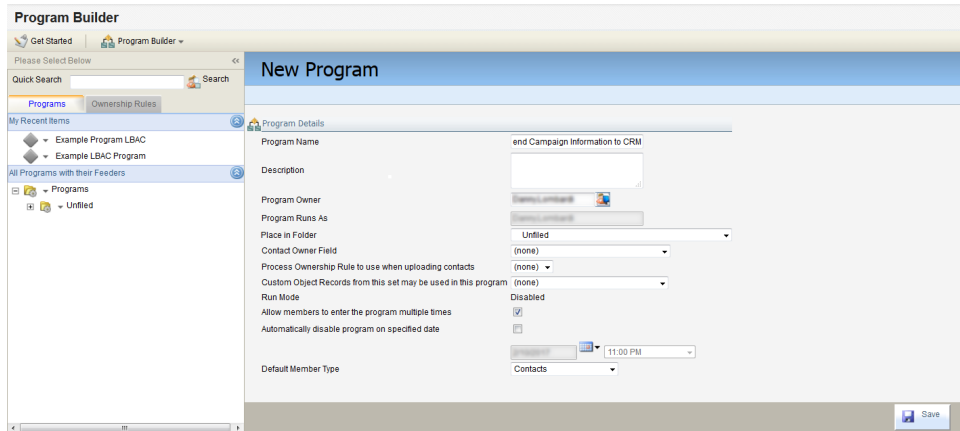 Program Builder
Get Started
Program Builder
Please Select Below
<<
Quick Search
Search
Programs
Ownership Rules
My Recent Items
Example Program LBAC
Example LBAC Program
All Programs with their Feeders
Programs
Unfiled
New Program
Program Details
Program Name
end Campaign Information to CRM
Description
Program Owner
Program Runs As
Place in Folder
Unfiled
Contact Owner Field
(none)
Process Ownership Rule to use when uploading contacts
(none)
Custom Object Records from this set may be used in this program
(none)
Run Mode
Disabled
Allow members to enter the program multiple times
Automatically disable program on specified date
11:00 PM
Default Member Type
Contacts
Save